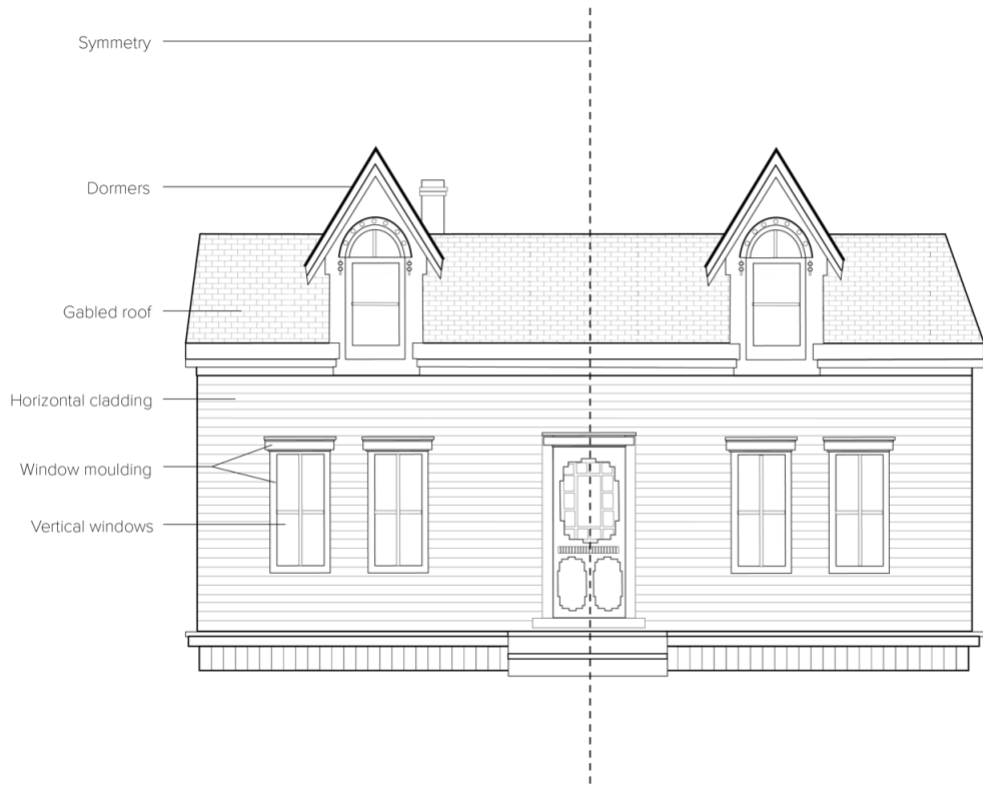 Symmetry
Dormers
Gabled roof
Horizontal cladding
Window moulding
Vertical windows